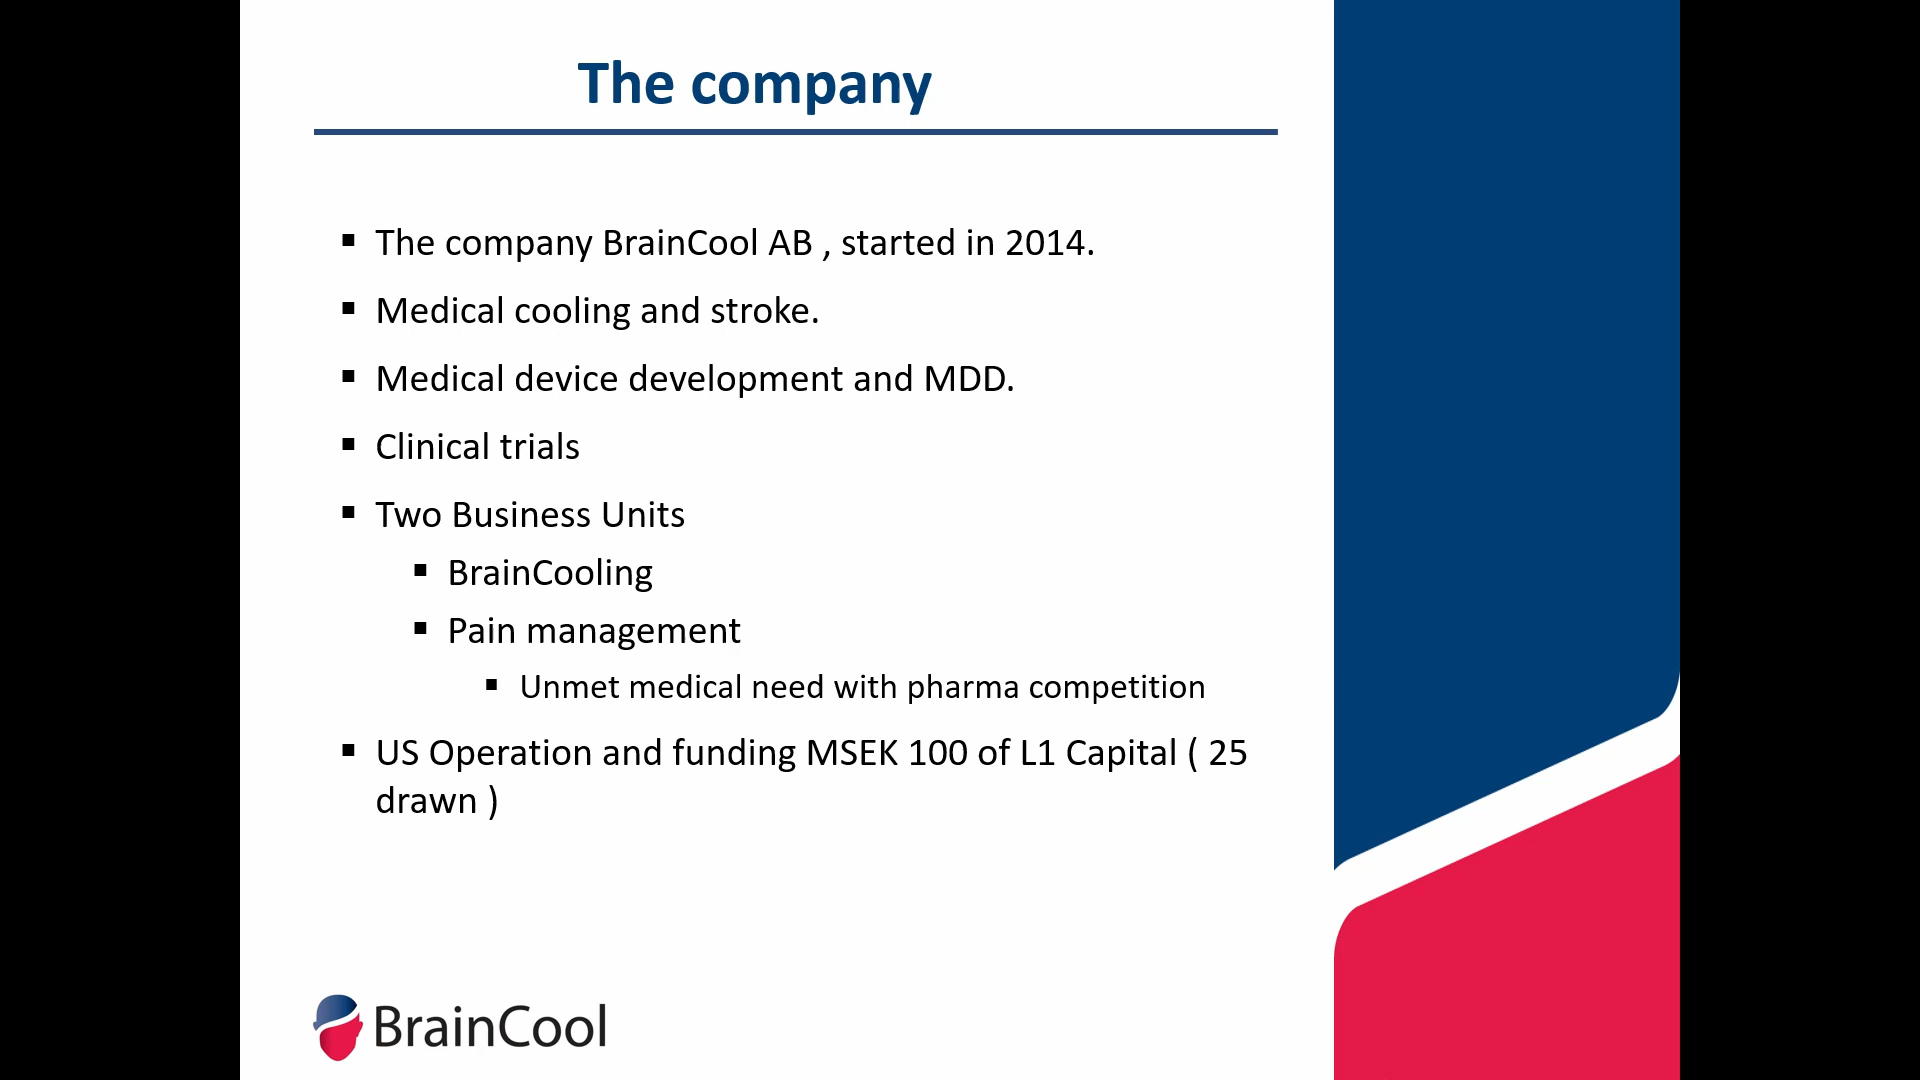 The company
▪ The company BrainCool AB , started in 2014.
▪ Medical cooling and stroke.
▪ Medical device development and MDD.
▪ Clinical trials
▪ Two Business Units
▪ BrainCooling
▪ Pain management
▪ Unmet medical need with pharma competition
▪ US Operation and funding MSEK 100 of L1 Capital ( 25
drawn )
BrainCool